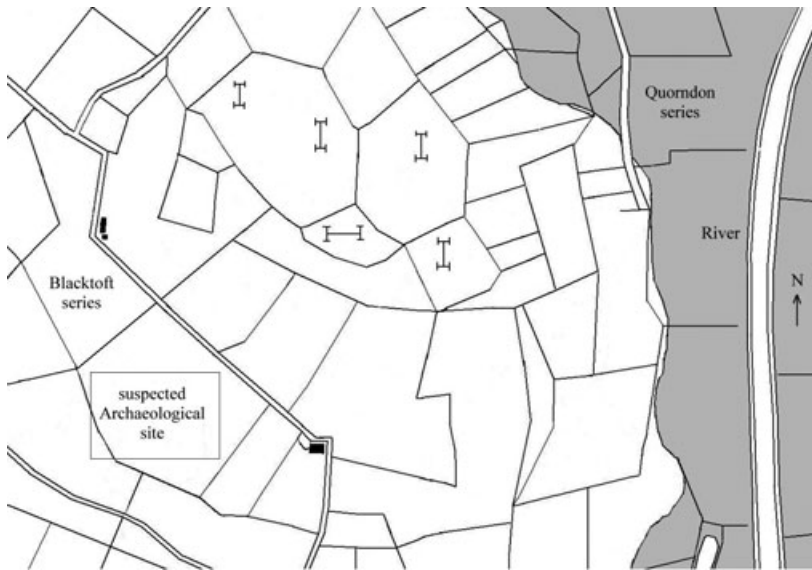 Quorndon
series
River
N
Blacktoft
series
suspected
Archaeological
site